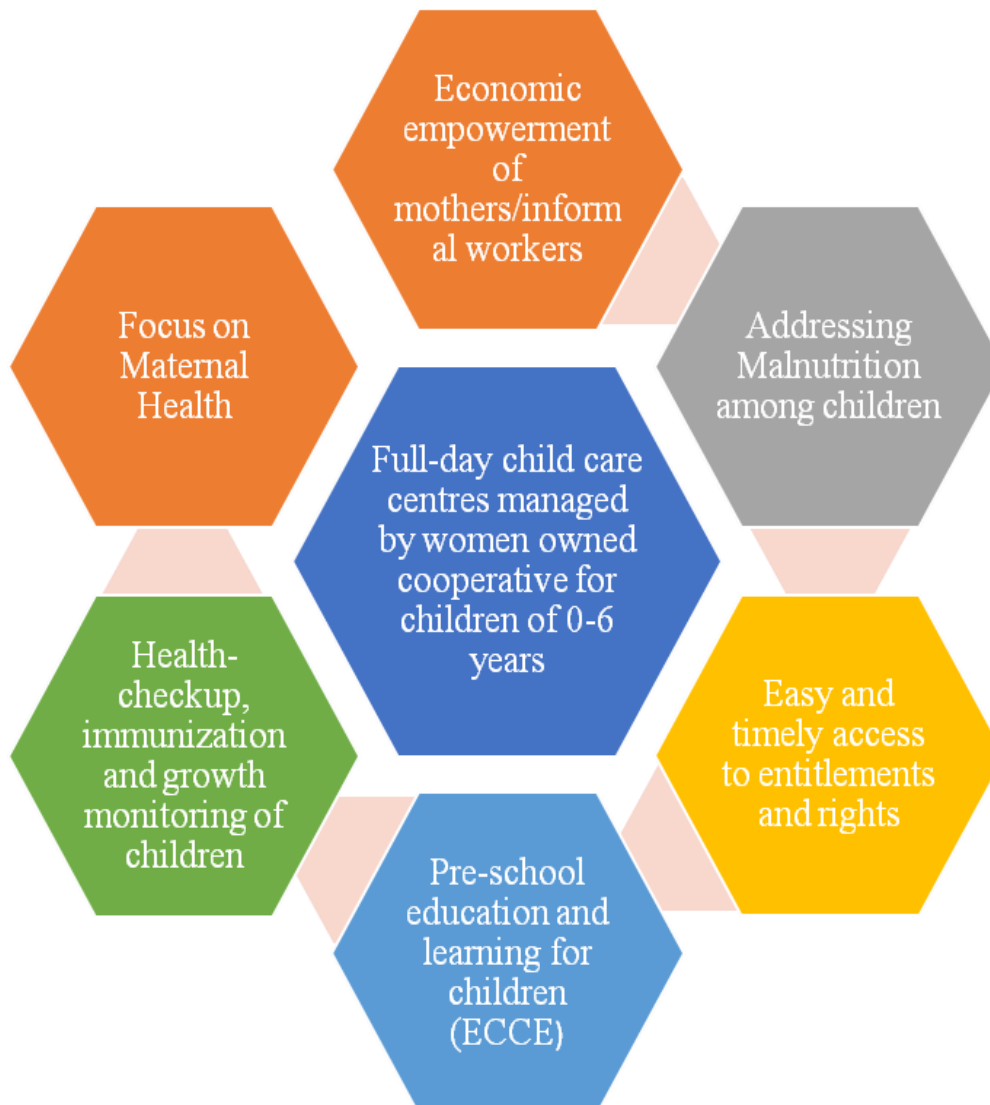 Economic
empowerment
of
mothers/inform
al workers
Focus on
Maternal
Health
Addressing
Malnutrition
among children
Full-day child care
centres managed
by women owned
cooperative for
children of 0-6
years
Health-
checkup,
immunization
and growth
monitoring of
children
Easy and
timely access
to entitlements
and rights
Pre-school
education and
learning for
children
(ECCE)